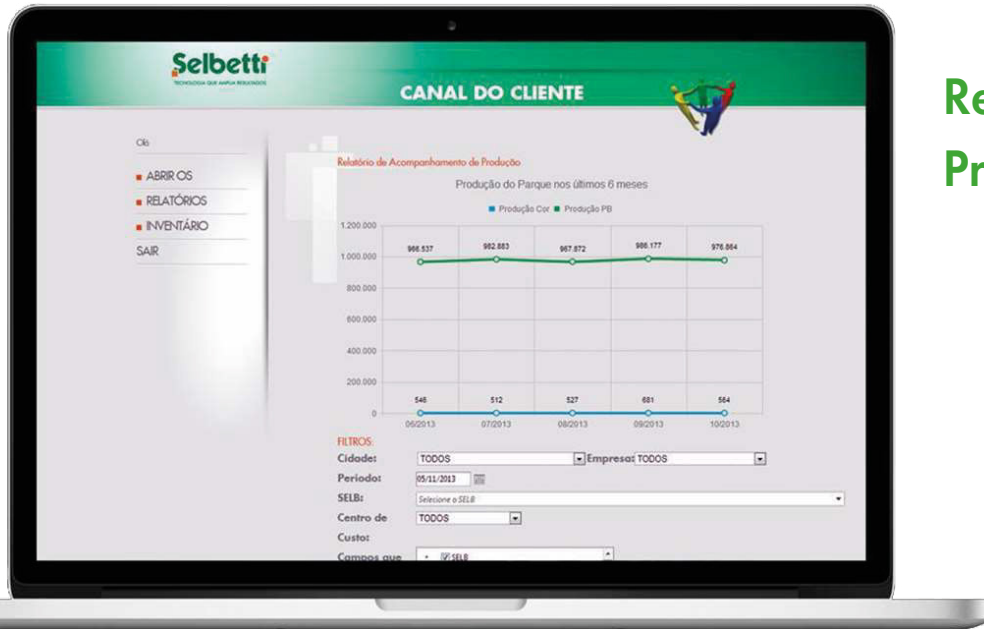 Selbetti
TECNOLOGIA QUE AMPLIA RESULTADOS
CANAL DO CLIENTE
Re
Pr
Olá
ABRIR OS
RELATÓRIOS
INVENTÁRIO
SAIR
Relatório de Acompanhamento de Produção
Produção do Parque nos últimos 6 meses
Produção Cor Produção PB
1.200.000
1.000.000
800.000
600.000
400.000
200.000
0
966.537 982.883 967.872 986.177 976.864
546 512 527 681 564
06/2013 07/2013 08/2013 09/2013 10/2013
FILTROS:
Cidade: TODOS Empresa: TODOS
Período: 05/11/2013
SELB: Selecione o SELB
Centro de TODOS
Custo:
Campos que SELB